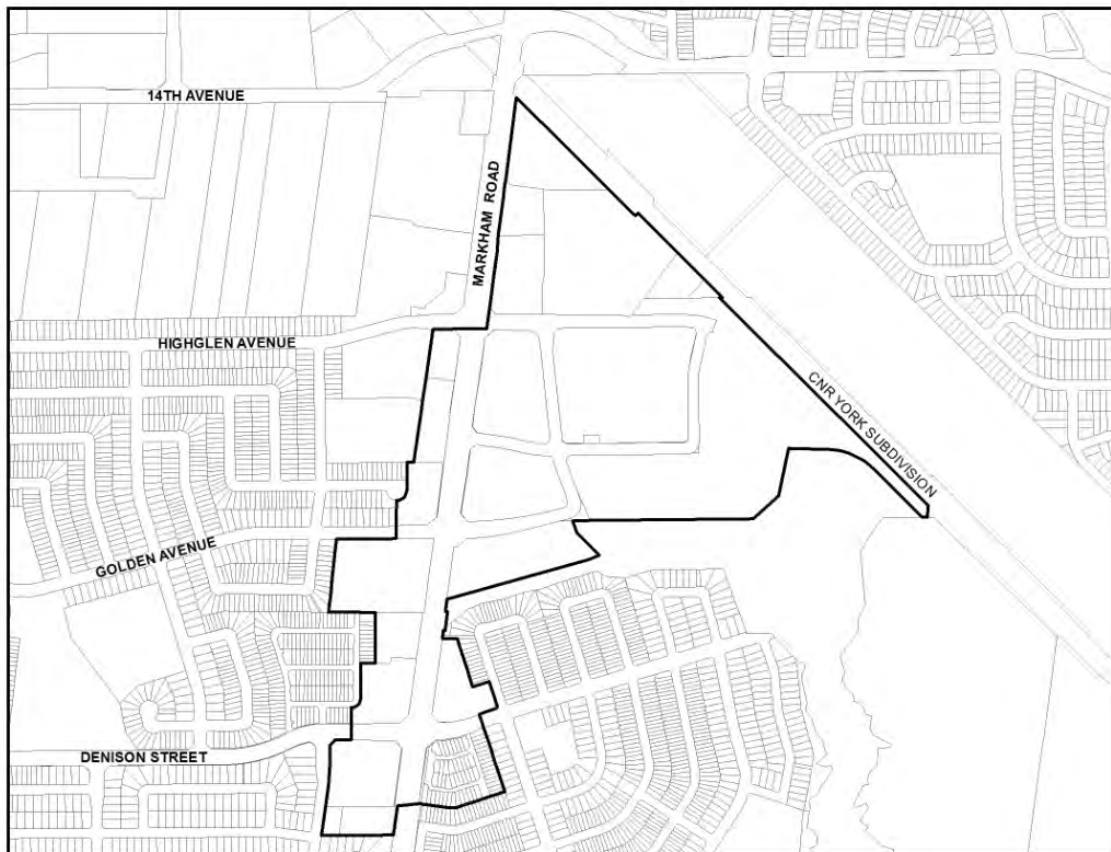 14TH AVENUE
MARKHAM ROAD
HIGHGLEN AVENUE
CNR YORK SUBDIVISION
GOLDEN AVENUE
DENISON STREET